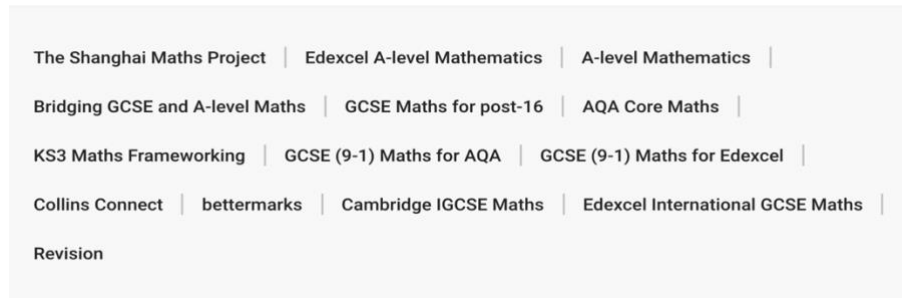 The Shanghai Maths Project | Edexcel A-level Mathematics | A-level Mathematics |
Bridging GCSE and A-level Maths | GCSE Maths for post-16 | AQA Core Maths |
KS3 Maths Frameworking | GCSE (9-1) Maths for AQA | GCSE (9-1) Maths for Edexcel |
Collins Connect | bettermarks | Cambridge IGCSE Maths | Edexcel International GCSE Maths |
Revision